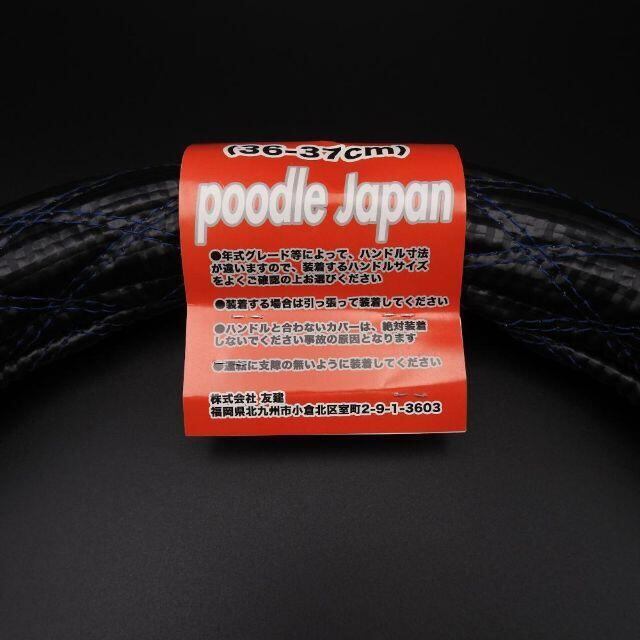 (36-37cm)
poodle Japan
●年式グレード等によって、ハンドル寸法
が違いますので、装着するハンドルサイズ
をよくご確認の上お選びください
●装着する場合は引っ張って装着してください
●ハンドルと合わないカバーは、絶対装着
しないでください事故の原因となります
●運転に支障の無いように装着してください
株式会社 友建
福岡県北九州市小倉北区室町2-9-1-3603